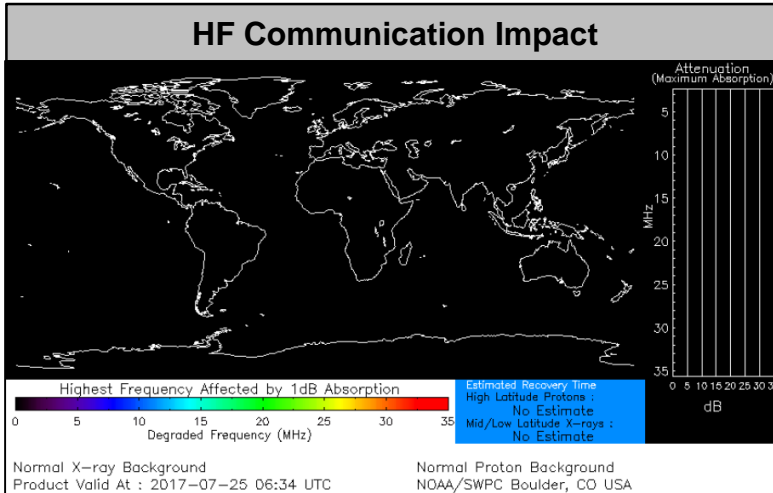 HF Communication Impact
Attenuation
(Maximum Absorption)
5
10
15
20
25
30
35
MHz
0 5 10 15 20 25 30 3
dB
Highest Frequency Affected by 1dB Absorption
0 5 10 15 20 25 30 35
Degraded Frequency (MHz)
Estimated Recovery Time
High Latitude Protons :
No Estimate
Mid/Low Latitude X-rays :
No Estimate
Normal X-ray Background
Product Valid At : 2017-07-25 06:34 UTC
Normal Proton Background
NOAA/SWPC Boulder, CO USA